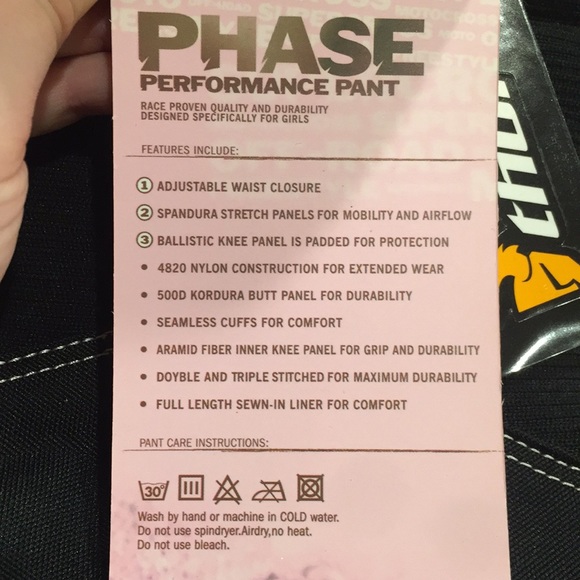 PHASE
PERFORMANCE PANT
RACE PROVEN QUALITY AND DURABILITY
DESIGNED SPECIFICALLY FOR GIRLS
FEATURES INCLUDE:
1 ADJUSTABLE WAIST CLOSURE
2 SPANDURA STRETCH PANELS FOR MOBILITY AND AIRFLOW
3 BALLISTIC KNEE PANEL IS PADDED FOR PROTECTION
• 4820 NYLON CONSTRUCTION FOR EXTENDED WEAR
• 500D KORDURA BUTT PANEL FOR DURABILITY
• SEAMLESS CUFFS FOR COMFORT
• ARAMID FIBER INNER KNEE PANEL FOR GRIP AND DURABILITY
• DOYBLE AND TRIPLE STITCHED FOR MAXIMUM DURABILITY
• FULL LENGTH SEWN-IN LINER FOR COMFORT
PANT CARE INSTRUCTIONS:
30°
Wash by hand or machine in COLD water.
Do not use spindryer.Airdry,no heat.
Do not use bleach.
thor